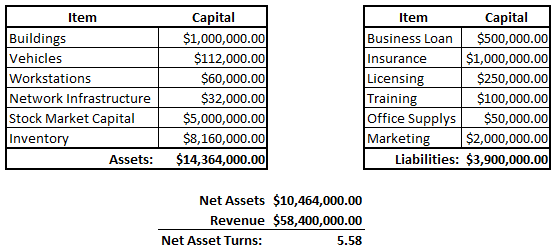 Item Capital
Buildings $1,000,000.00
Vehicles $112,000.00
Workstations $60,000.00
Network Infrastructure $32,000.00
Stock Market Capital $5,000,000.00
Inventory $8,160,000.00
Assets: $14,364,000.00
Item Capital
Business Loan $500,000.00
Insurance $1,000,000.00
Licensing $250,000.00
Training $100,000.00
Office Supplys $50,000.00
Marketing $2,000,000.00
Liabilities: $3,900,000.00
Net Assets $10,464,000.00
Revenue $58,400,000.00
Net Asset Turns: 5.58